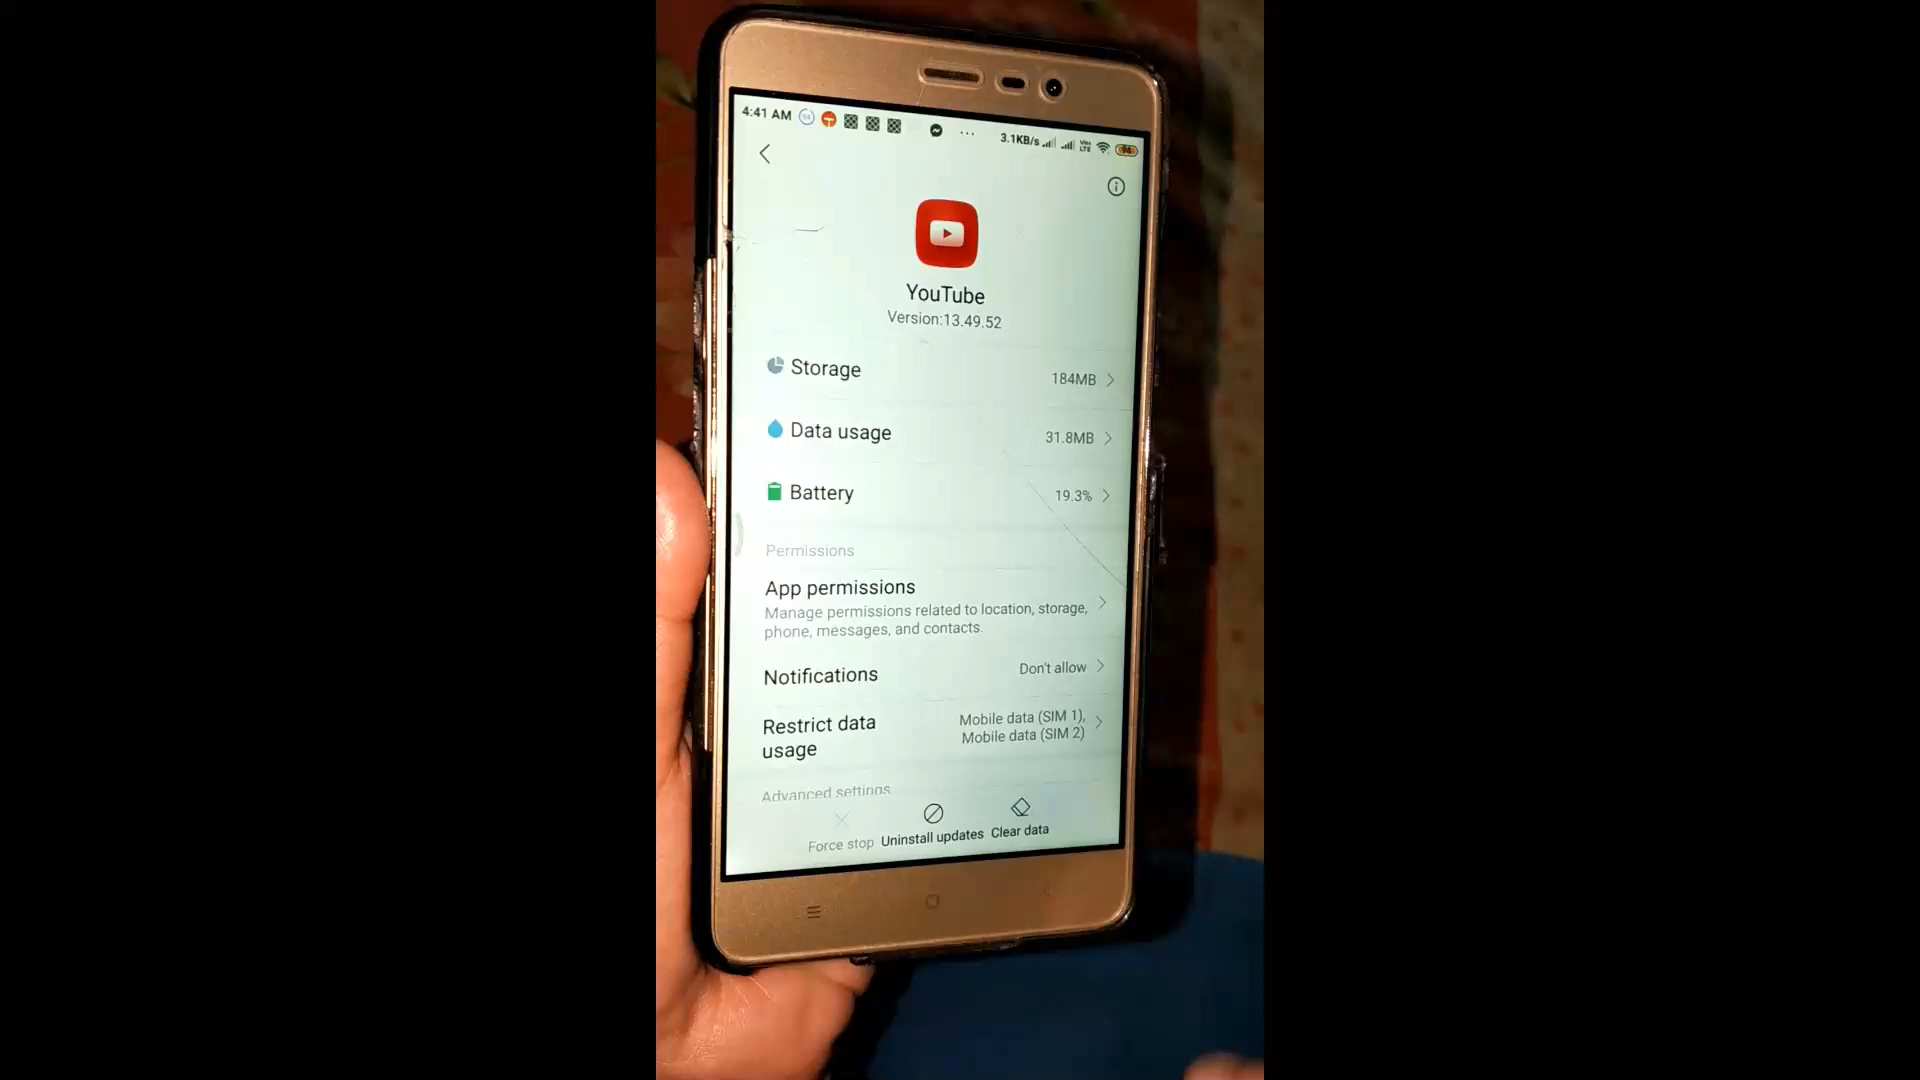 4:41 AM
3.1KB/s
VoLTE
94
YouTube
Version:13.49.52
Storage
184MB
Data usage
31.8MB
Battery
19.3%
Permissions
App permissions
Manage permissions related to location, storage,
phone, messages, and contacts.
Notifications
Don't allow
Restrict data
usage
Mobile data (SIM 1),
Mobile data (SIM 2)
Advanced settings
Force stop
Uninstall updates
Clear data